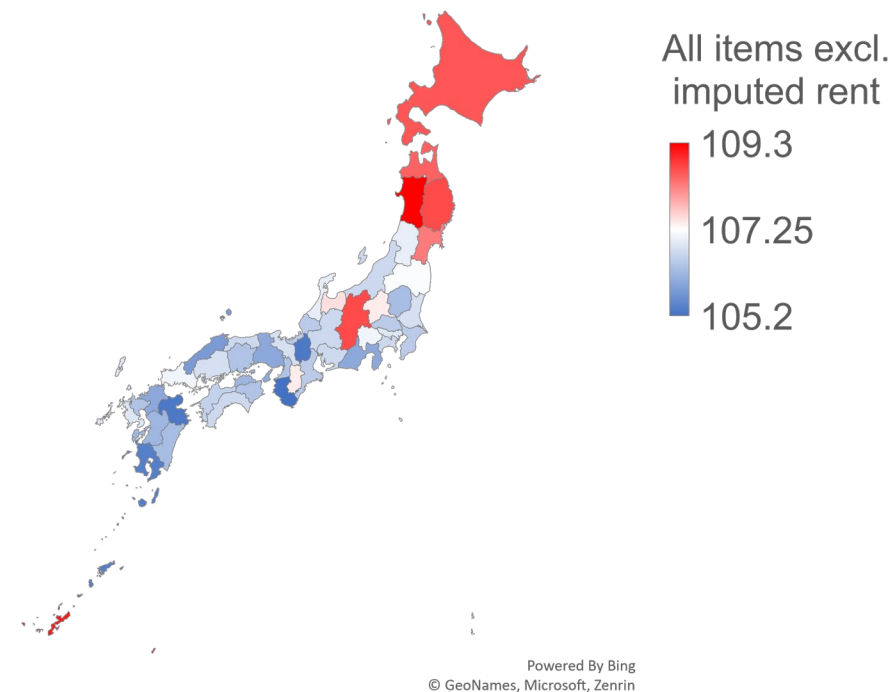 All items excl.
imputed rent
109.3
107.25
105.2
Powered By Bing
© GeoNames, Microsoft, Zenrin